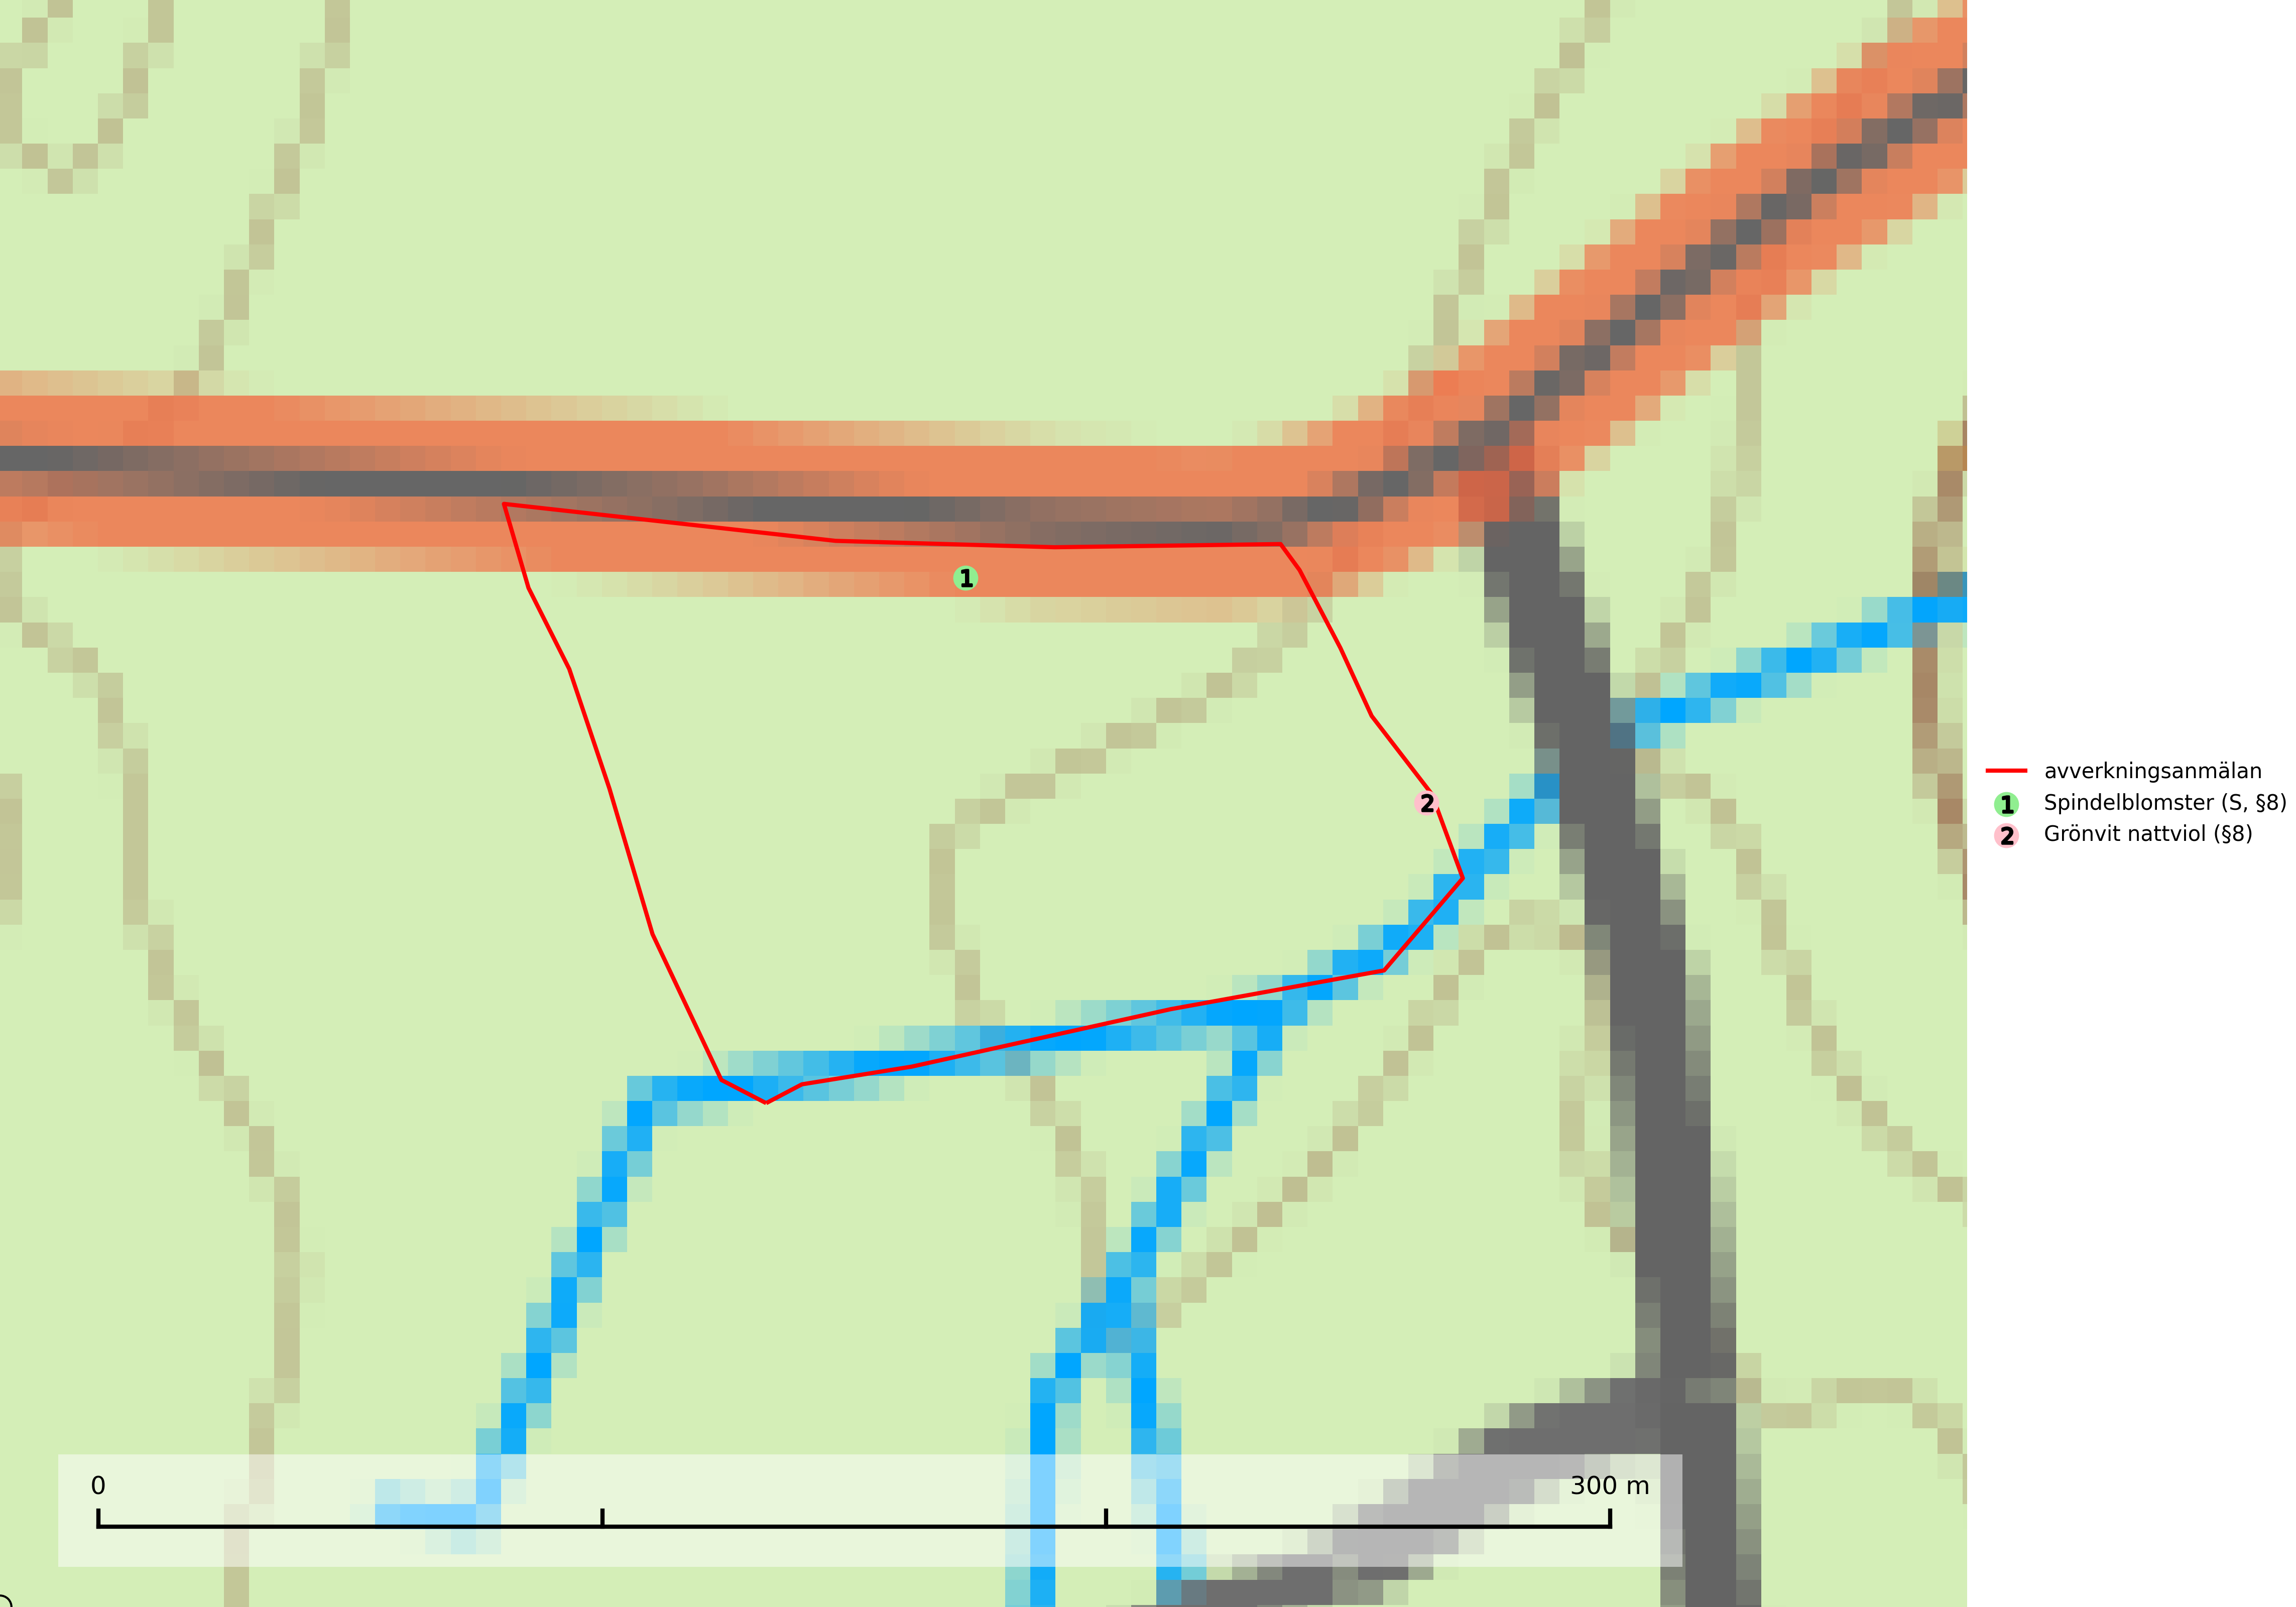 1
2
avverkningsanmälan
1 Spindelblomster (S, §8)
2 Grönvit nattviol (§8)
0 300 m